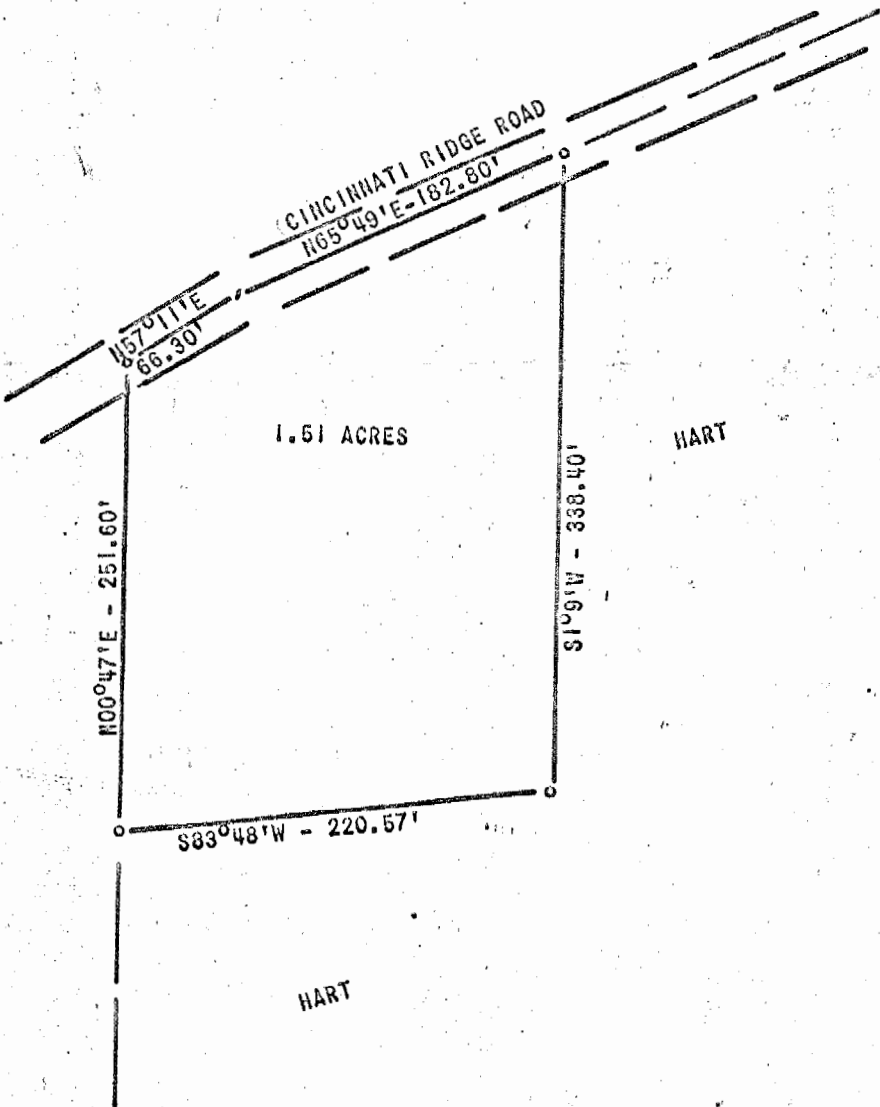 CINCINNATI RIDGE ROAD
N65°49'E-182.80'
N57°11'E
66.30'
1.51 ACRES
HART
N00°47'E - 251.60'
S1°9'W - 338.40'
S83°48'W - 220.57'
HART